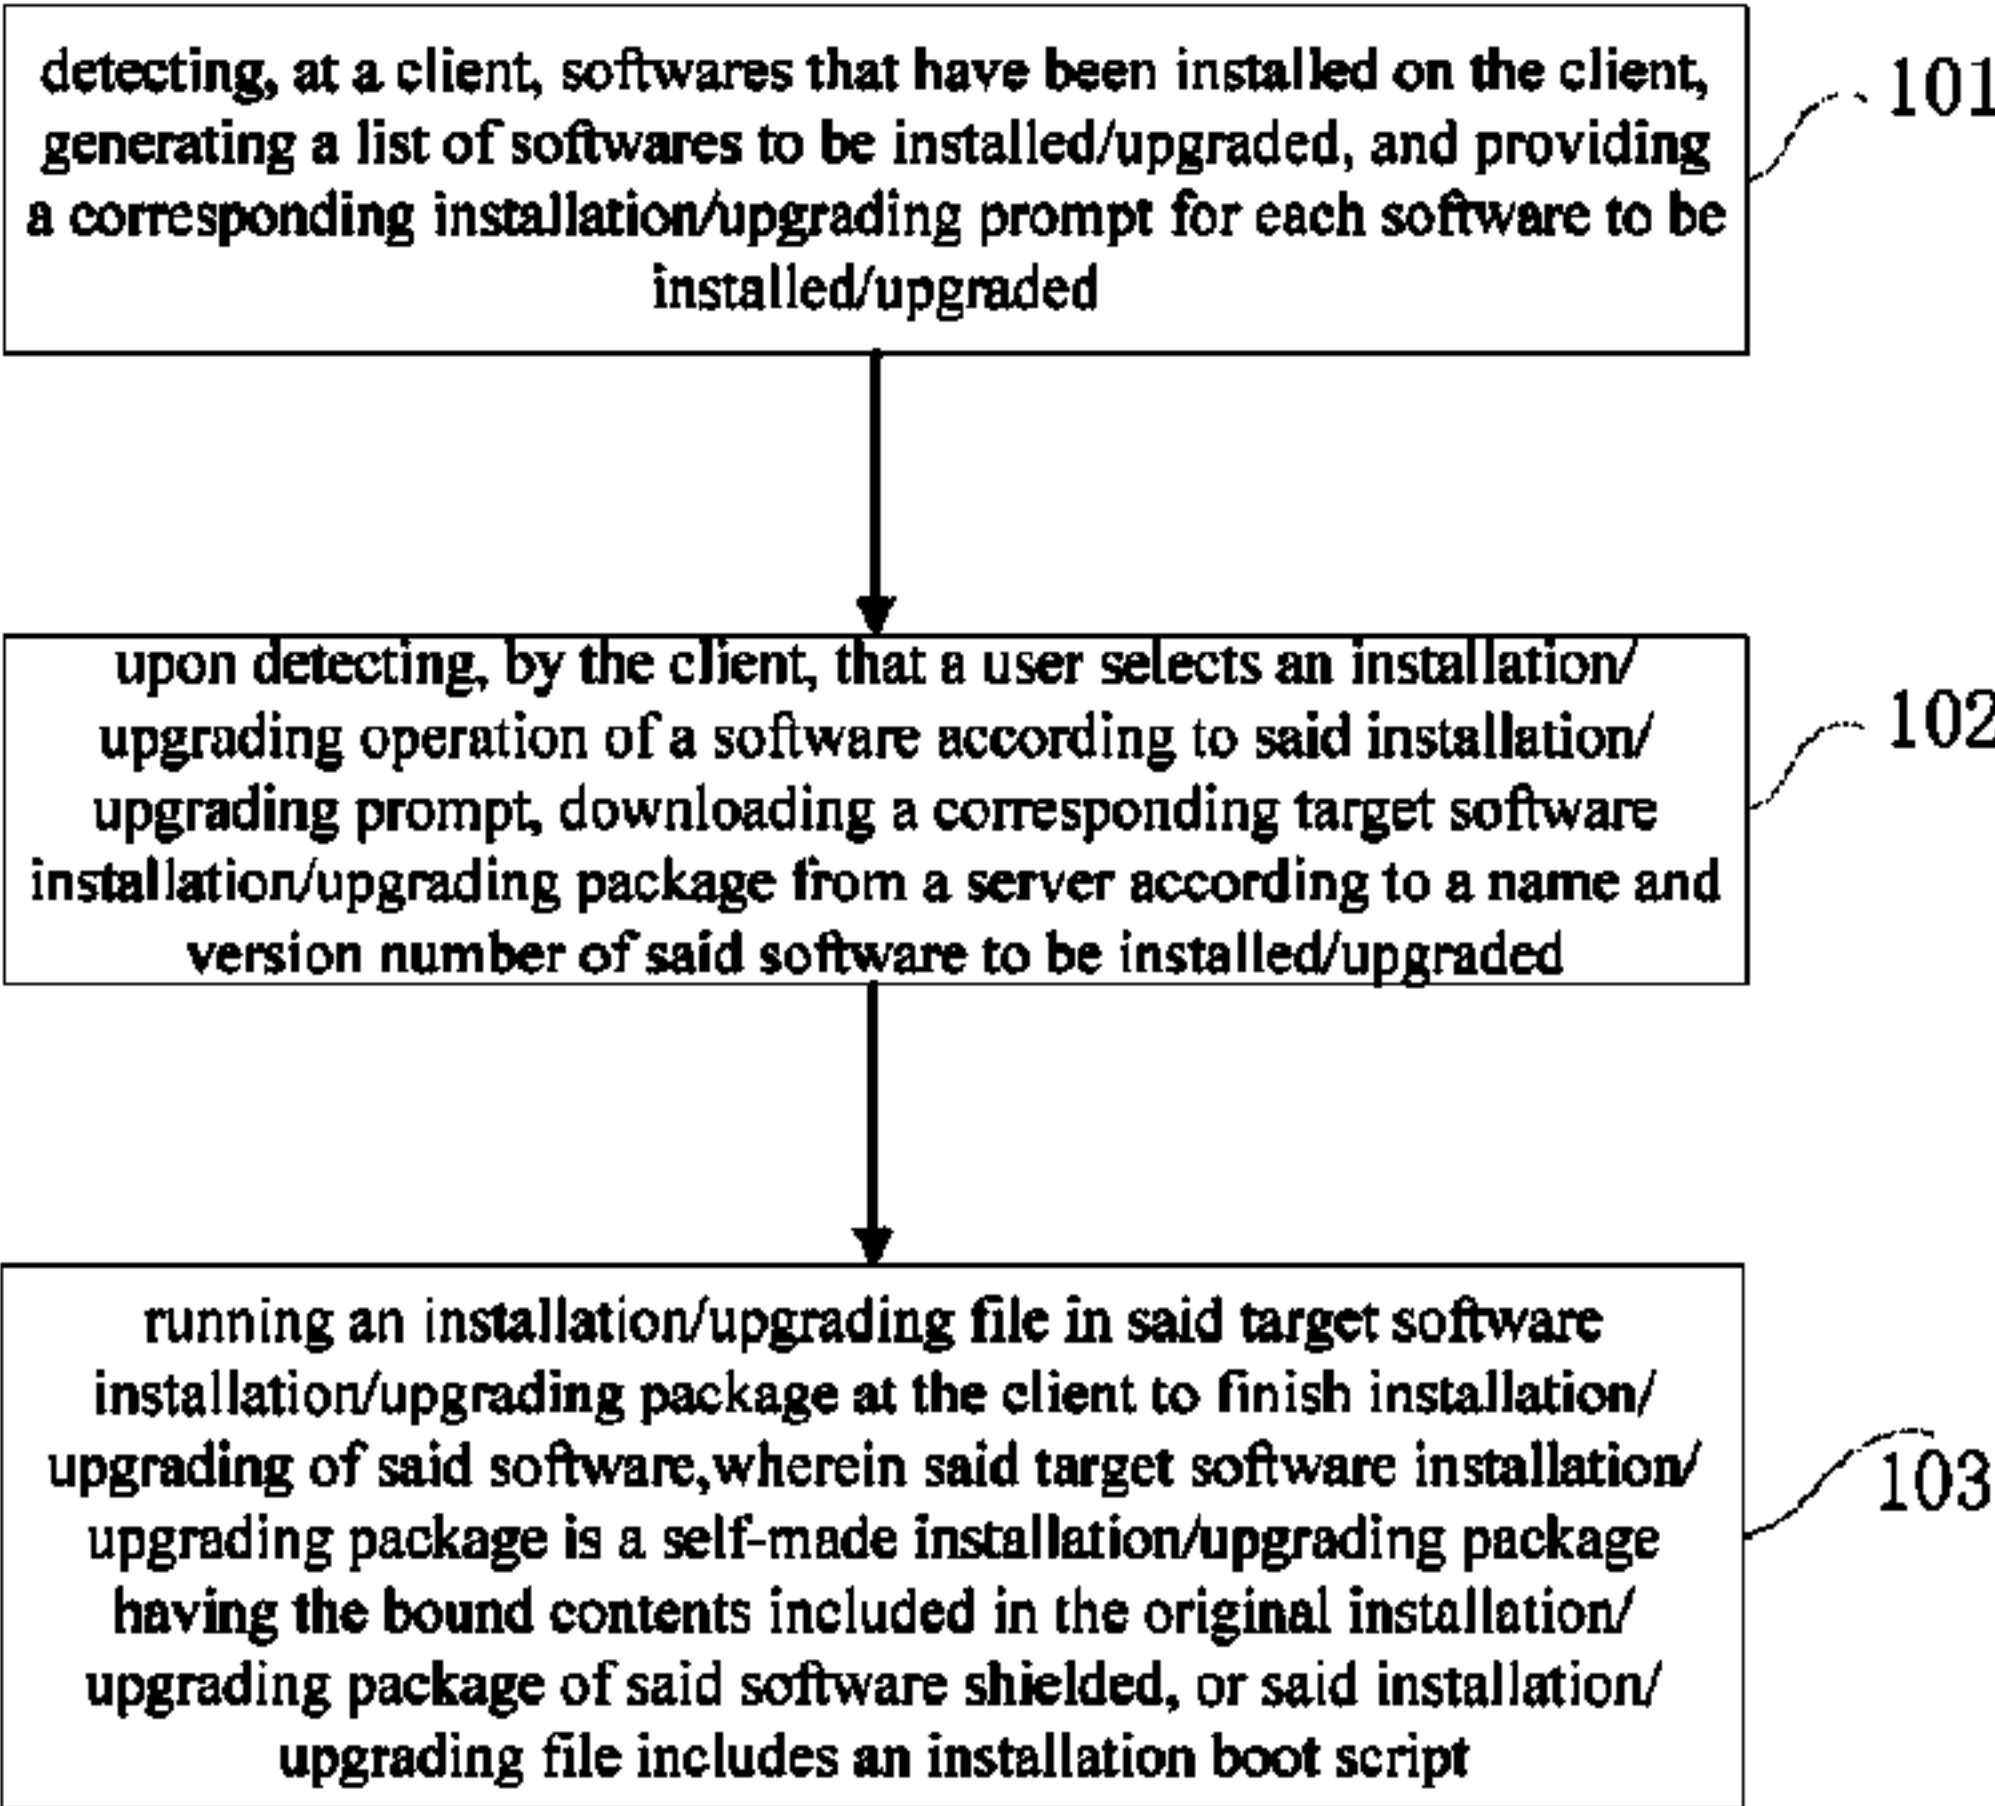 detecting, at a client, softwares that have been installed on the client,
generating a list of softwares to be installed/upgraded, and providing
a corresponding installation/upgrading prompt for each software to be
installed/upgraded
101
upon detecting, by the client, that a user selects an installation/
upgrading operation of a software according to said installation/
upgrading prompt, downloading a corresponding target software
installation/upgrading package from a server according to a name and
version number of said software to be installed/upgraded
102
running an installation/upgrading file in said target software
installation/upgrading package at the client to finish installation/
upgrading of said software,wherein said target software installation/
upgrading package is a self-made installation/upgrading package
having the bound contents included in the original installation/
upgrading package of said software shielded, or said installation/
upgrading file includes an installation boot script
103